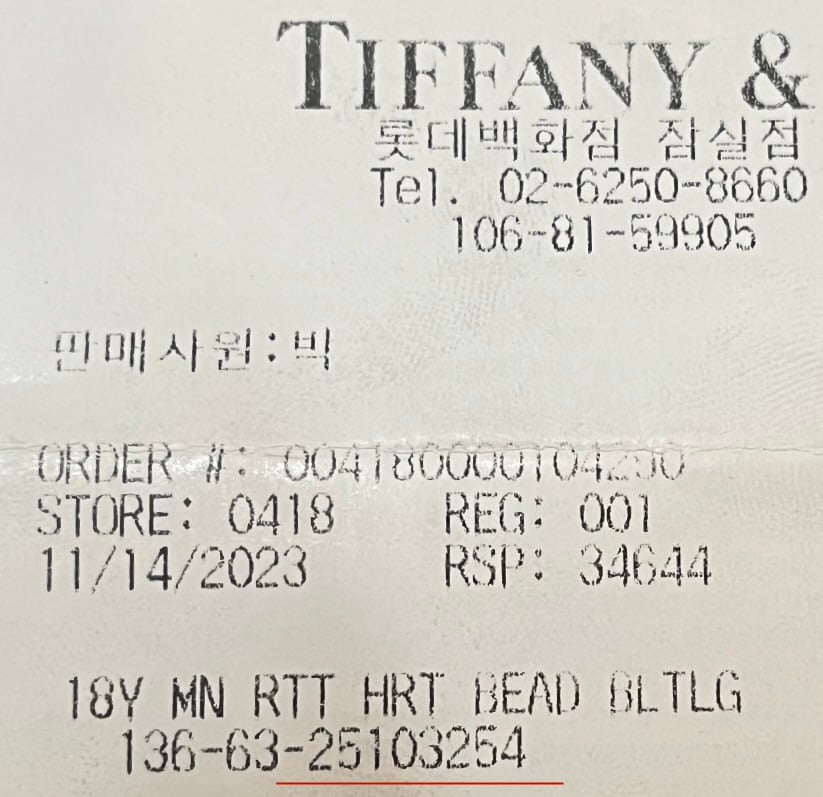 TIFFANY &
롯데백화점 잠실점
Tel. 02-6250-8660
106-81-59905
판매사원:박
ORDER #:
STORE: 0418 REG: 001
11/14/2023 RSP: 34644
18Y MN RTT HRT BEAD BLTLG
136-63-25103254